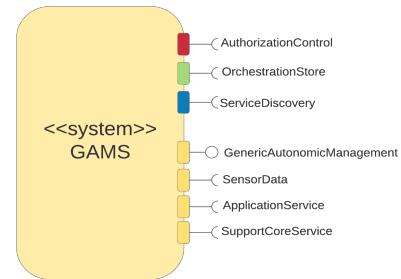 <<system>>
GAMS
AuthorizationControl
OrchestrationStore
ServiceDiscovery
GenericAutonomicManagement
SensorData
ApplicationService
SupportCoreService